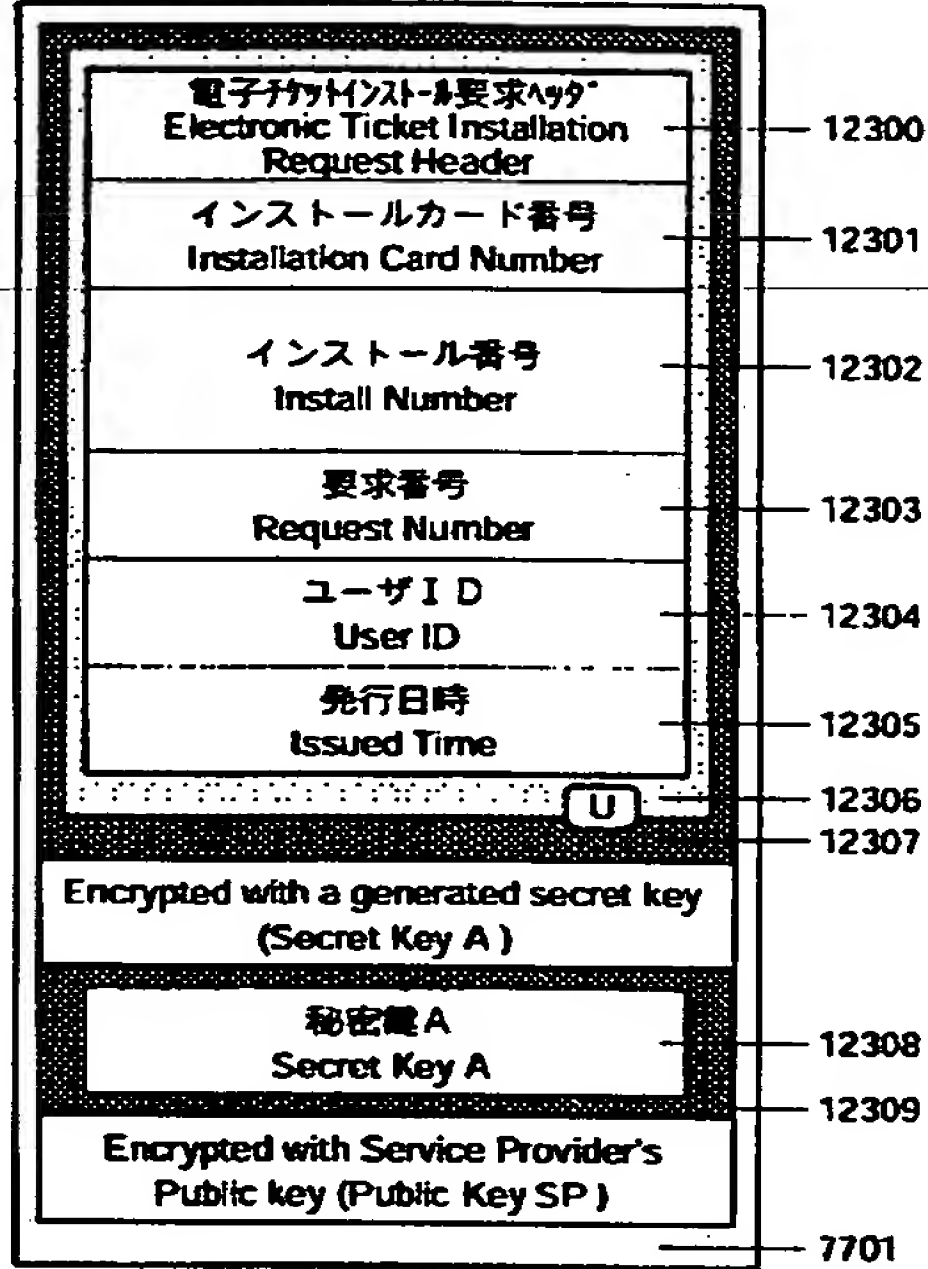 電子チケットインストール要求ヘッダ
Electronic Ticket Installation
Request Header
12300
インストールカード番号
Installation Card Number
12301
インストール番号
Install Number
12302
要求番号
Request Number
12303
ユーザID
User ID
12304
発行日時
Issued Time
12305
U
12306
12307
Encrypted with a generated secret key
(Secret Key A )
秘密鍵A
Secret Key A
12308
12309
Encrypted with Service Provider's
Public key (Public Key SP )
7701